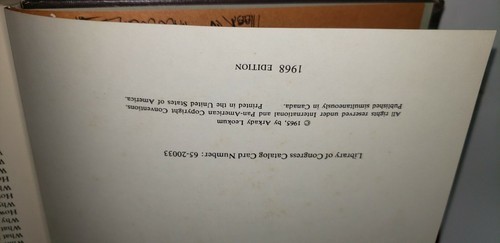 Library of Congress Catalog Card Number: 65-20033
© 1965, by Arkady Leokum
All rights reserved under International and Pan-American Copyright Conventions.
Published simultaneously in Canada. Printed in the United States of America.
1968 EDITION